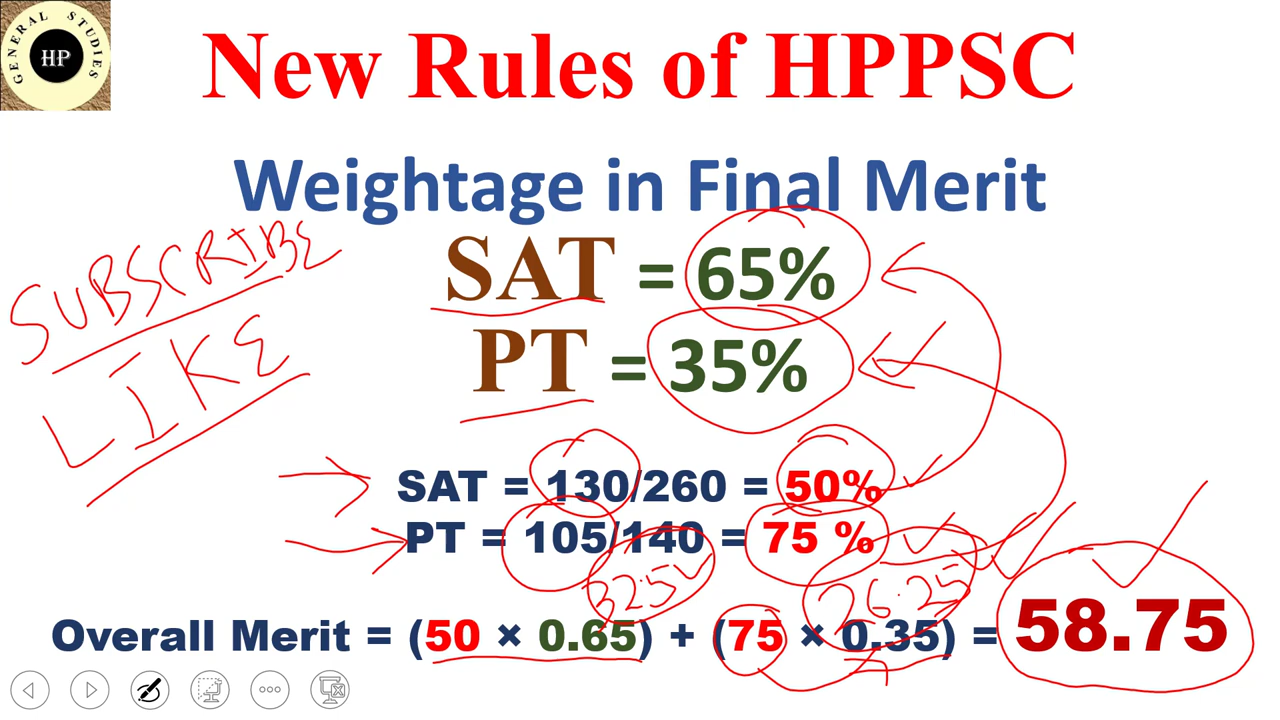 GENERAL STUDIES
HP
New Rules of HPPSC
Weightage in Final Merit
SUBSCRIBE
LIKE
SAT = 65%
PT = 35%
SAT = 130/260 = 50%
PT = 105/140 = 75 %
32.5
26.25
Overall Merit = (50 × 0.65) + (75 × 0.35) = 58.75